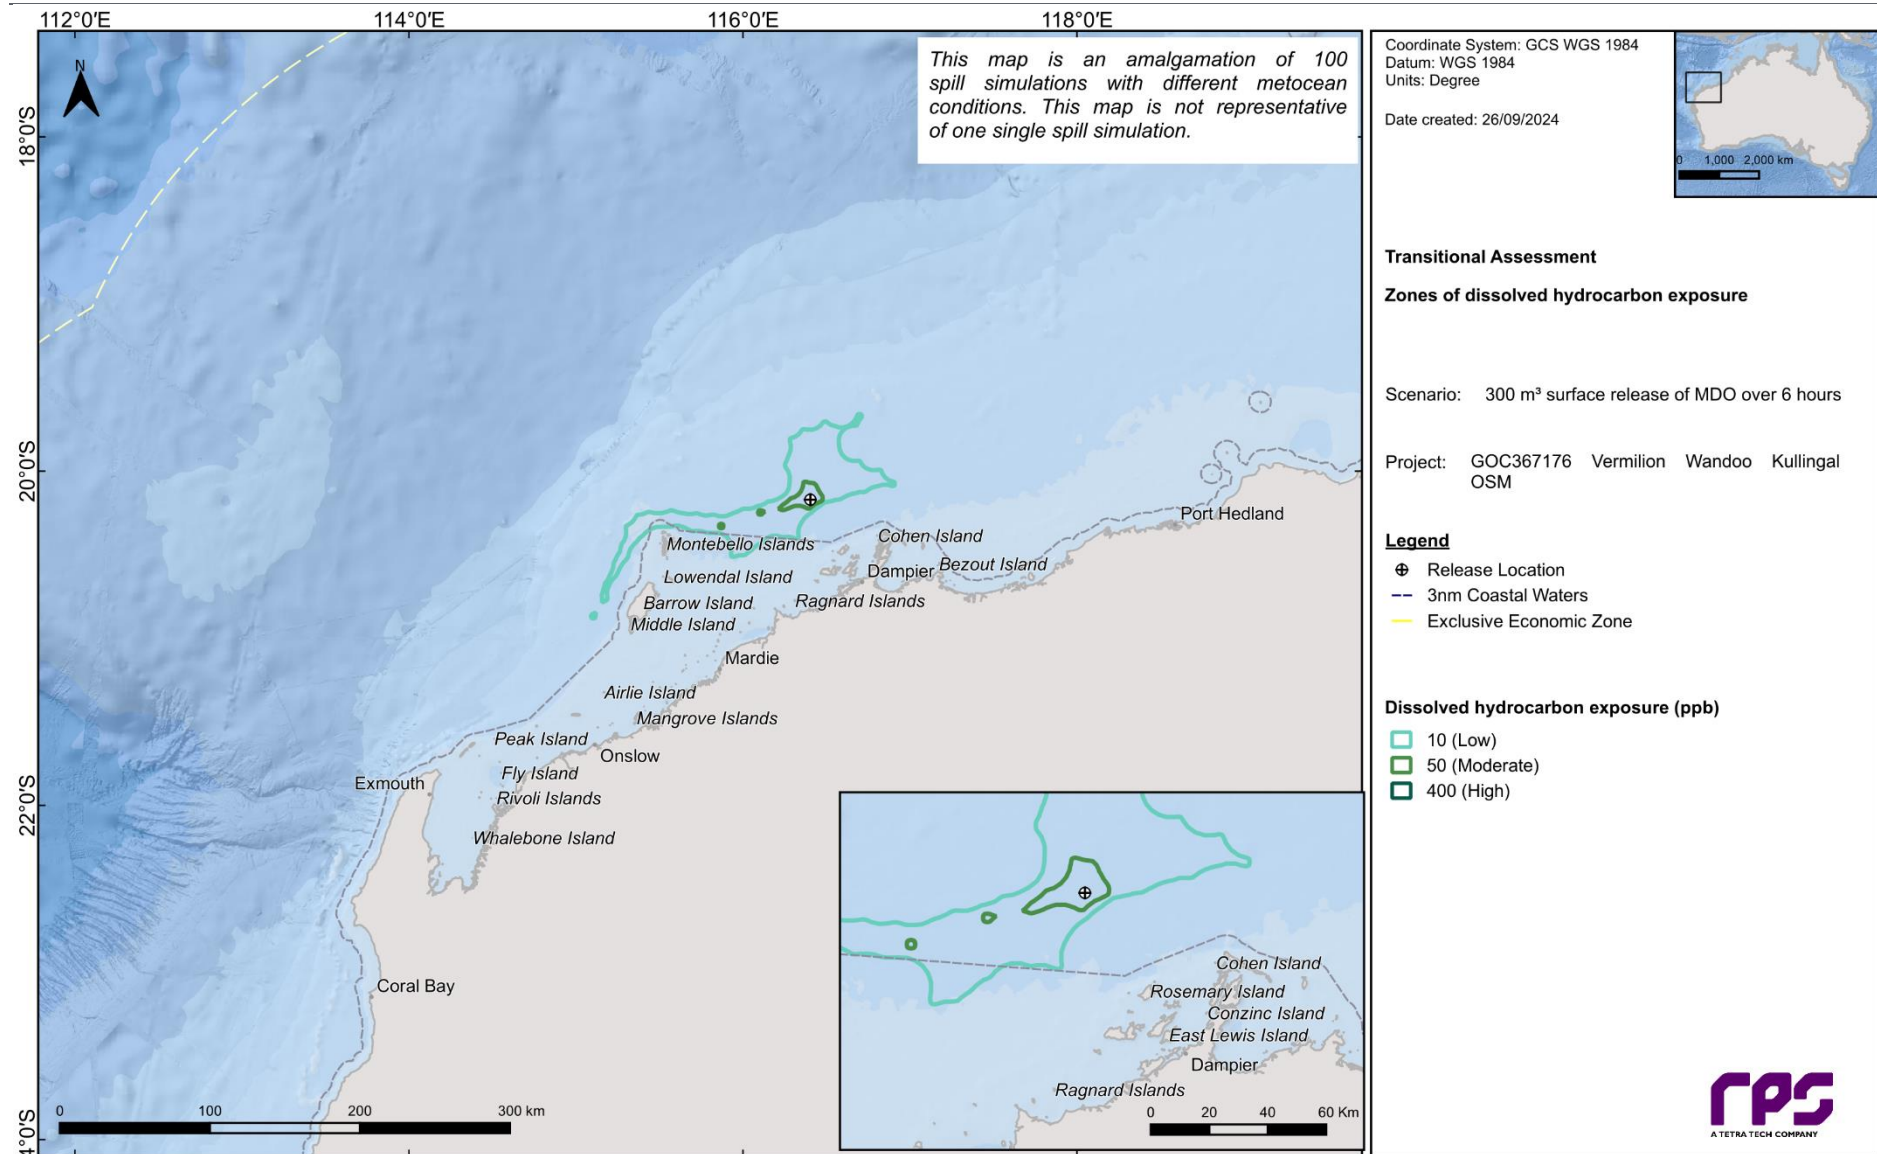 112°0'E
114°0'E
116°0'E
118°0'E
18°0'S
20°0'S
22°0'S
4°0'S
N
This map is an amalgamation of 100
spill simulations with different metocean
conditions. This map is not representative
of one single spill simulation.
Montebello Islands
Cohen Island
Port Hedland
Lowendal Island
Dampier
Bezout Island
Barrow Island
Ragnard Islands
Middle Island
Mardie
Airlie Island
Mangrove Islands
Peak Island
Onslow
Exmouth
Fly Island
Rivoli Islands
Whalebone Island
Coral Bay
0 100 200 300 km
Cohen Island
Rosemary Island
Conzinc Island
East Lewis Island
Dampier
Ragnard Islands
0 20 40 60 Km
Coordinate System: GCS WGS 1984
Datum: WGS 1984
Units: Degree
Date created: 26/09/2024
0 1,000 2,000 km
Transitional Assessment
Zones of dissolved hydrocarbon exposure
Scenario: 300 m³ surface release of MDO over 6 hours
Project: GOC367176 Vermilion Wandoo Kullingal
OSM
Legend
Release Location
3nm Coastal Waters
Exclusive Economic Zone
Dissolved hydrocarbon exposure (ppb)
10 (Low)
50 (Moderate)
400 (High)
rps
A TETRA TECH COMPANY